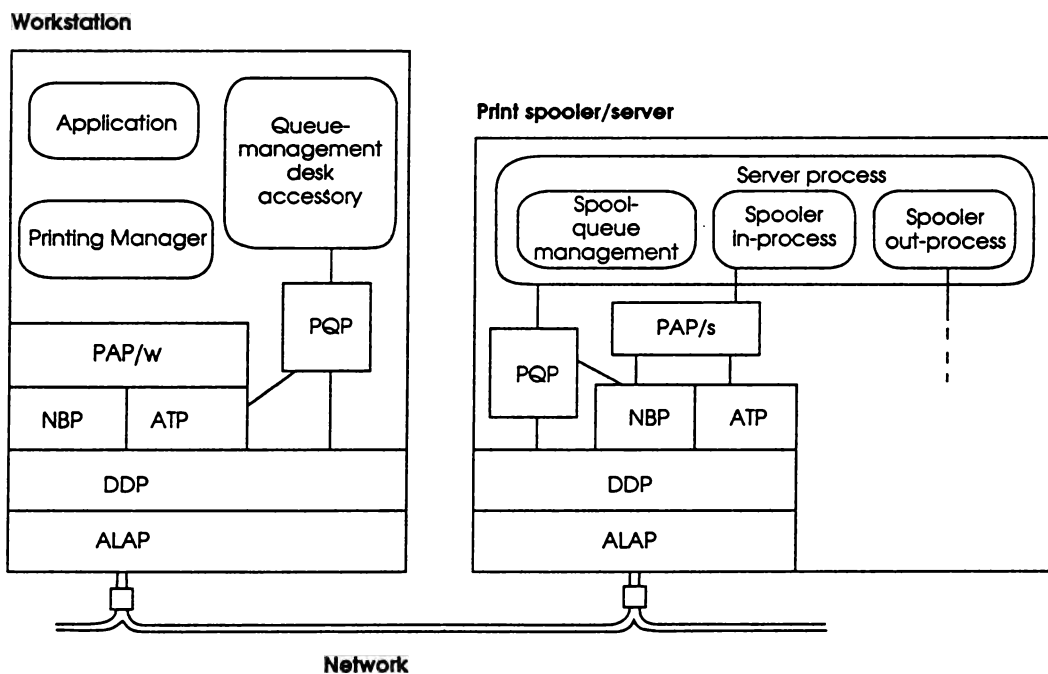 Workstation
Application
Queue-
management
desk
accessory
Printing Manager
PQP
PAP/w
NBP
ATP
DDP
ALAP
Print spooler/server
Server process
Spool-
queue
management
Spooler
in-process
Spooler
out-process
PAP/s
PQP
NBP
ATP
DDP
ALAP
Network